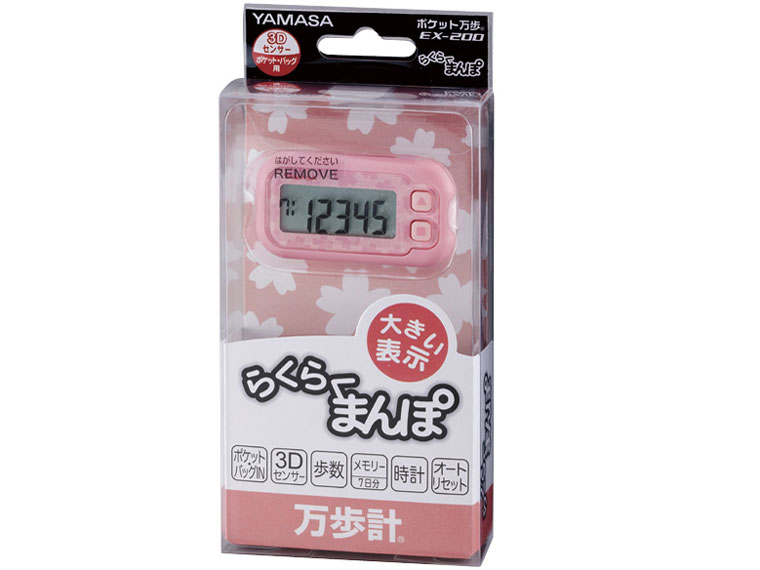 YAMASA
3D
センサー
ポケット・バッグ
用
ポケット万歩®
EX-200
らくらく
まんぽ
はがしてください
REMOVE
7: 12345
大きい
表示
らくらく
まんぽ
ポケット
・バッグIN
3D
センサー
歩数
メモリー
7日分
時計
オート
リセット
万歩計®